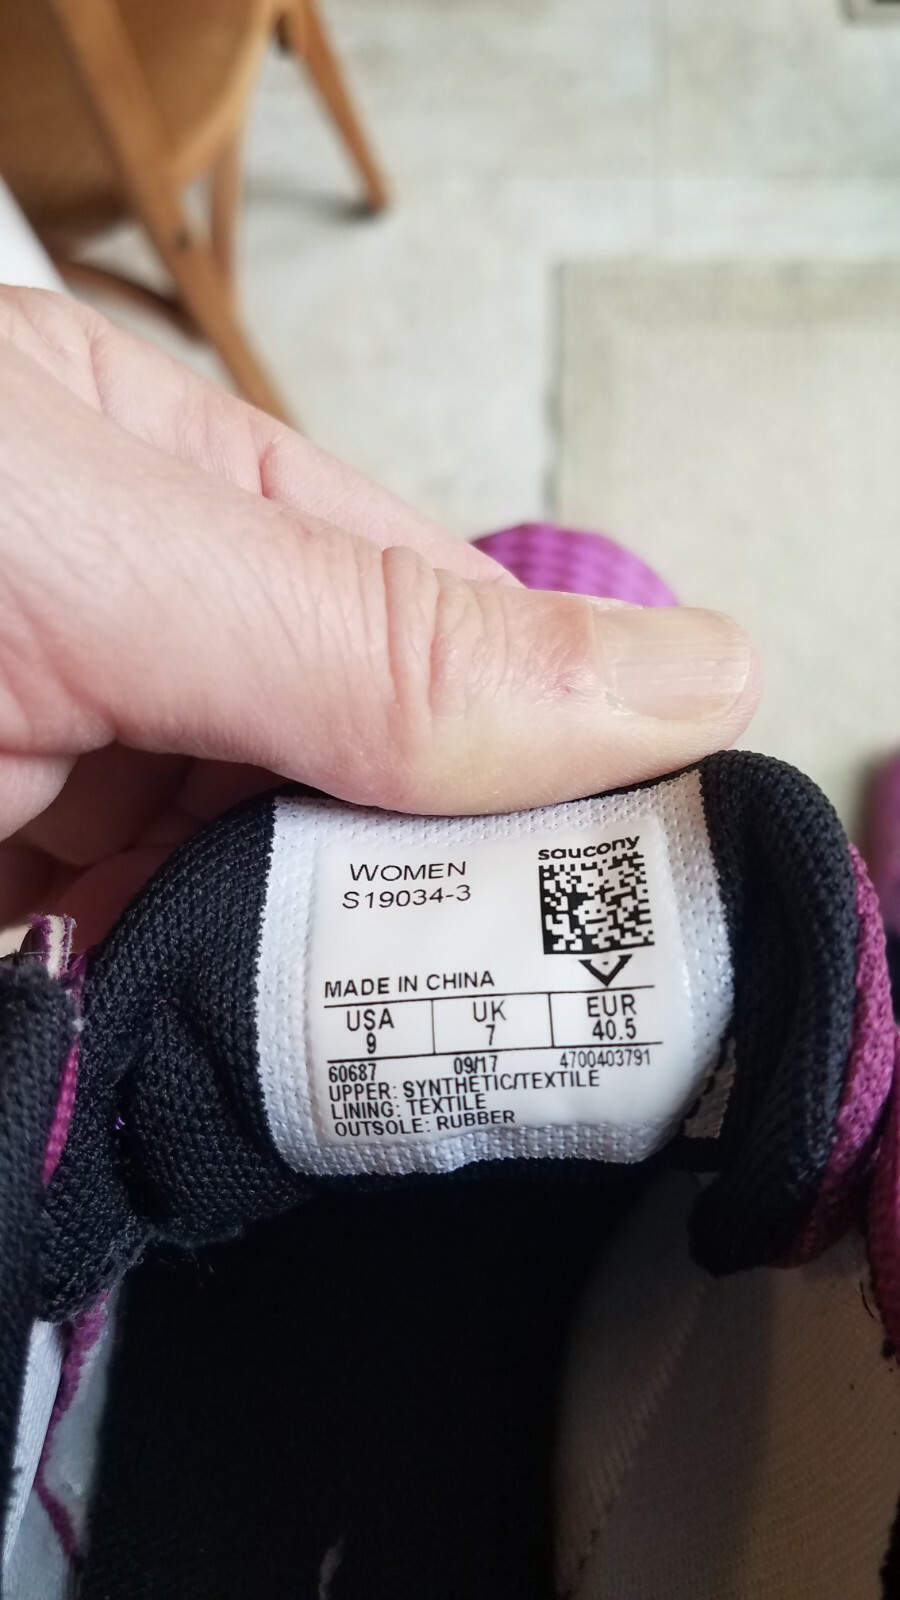 saucony
WOMEN
S19034-3
MADE IN CHINA
USA UK EUR
9 7 40.5
60687 09/17 4700403791
UPPER: SYNTHETIC/TEXTILE
LINING: TEXTILE
OUTSOLE: RUBBER